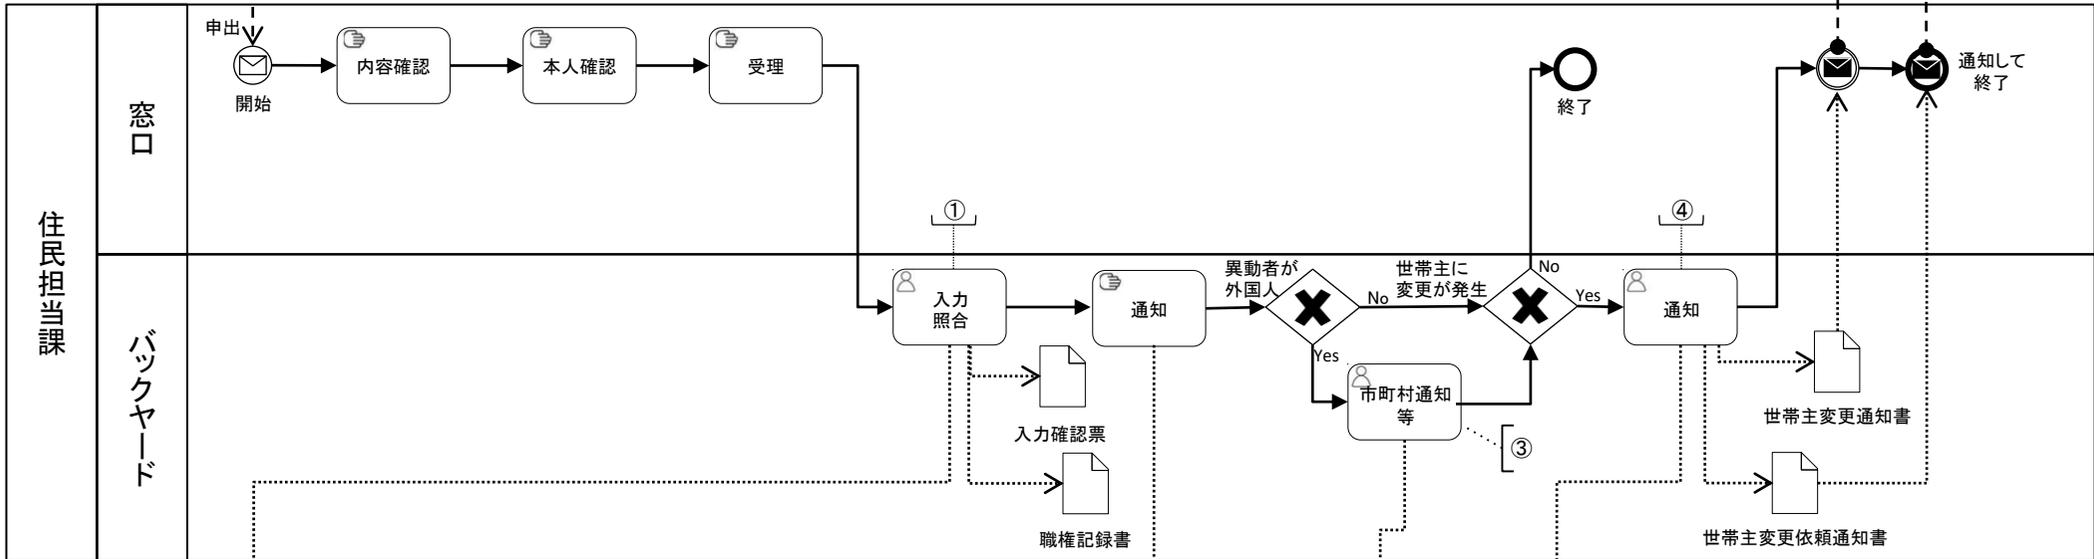 住民担当課
窓口
バックヤード
申出
開始
内容確認
本人確認
受理
終了
通知して
終了
①
④
入力
照合
通知
異動者が
外国人
No
Yes
世帯主に
変更が発生
No
Yes
通知
市町村通知
等
③
入力確認票
職権記録書
世帯主変更通知書
世帯主変更依頼通知書